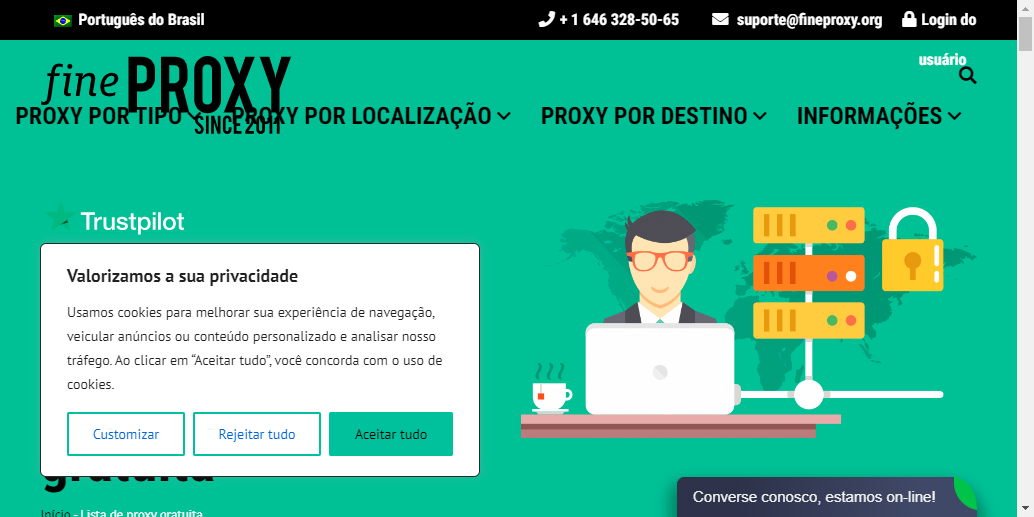 Português do Brasil
+ 1 646 328-50-65
suporte@fineproxy.org
Login do usuário
fine PROXY
SINCE 2011
PROXY POR TIPO
PROXY POR LOCALIZAÇÃO
PROXY POR DESTINO
INFORMAÇÕES
Trustpilot
Valorizamos a sua privacidade
Usamos cookies para melhorar sua experiência de navegação,
veicular anúncios ou conteúdo personalizado e analisar nosso
tráfego. Ao clicar em “Aceitar tudo”, você concorda com o uso de
cookies.
Customizar
Rejeitar tudo
Aceitar tudo
gratuita
Início - Lista de proxy gratuita
Converse conosco, estamos on-line!